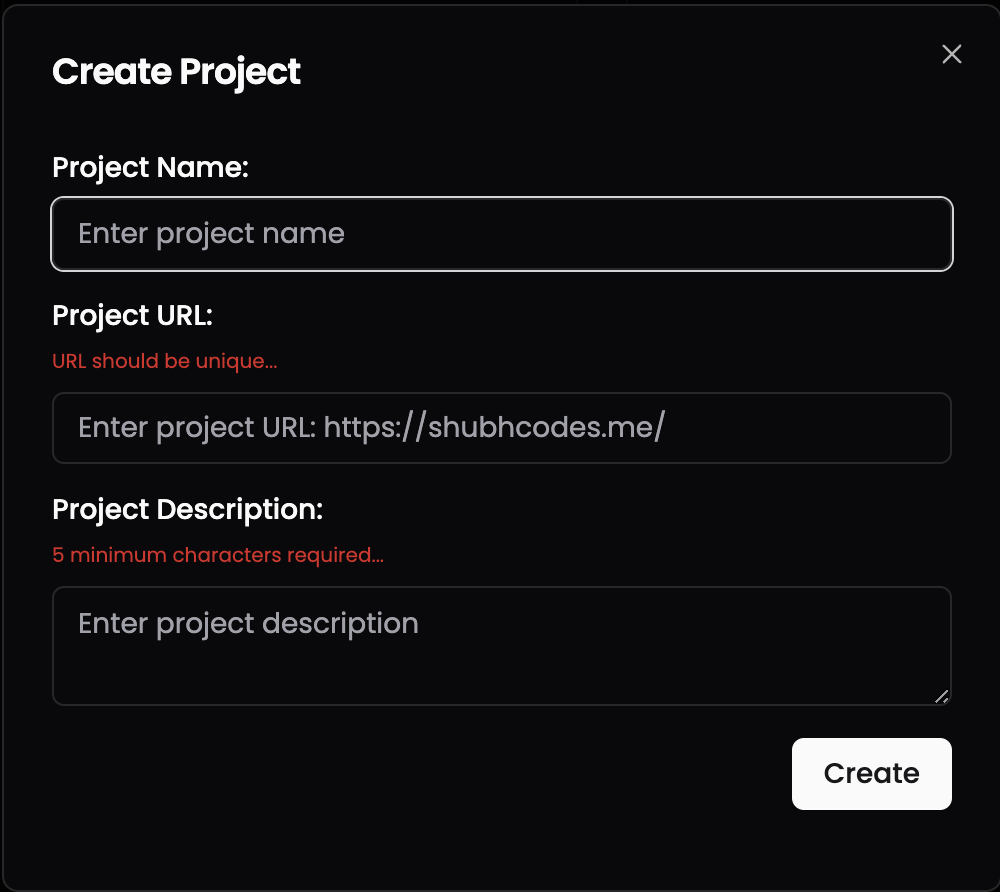 Create Project
Project Name:
Enter project name
Project URL:
URL should be unique...
Enter project URL: https://shubhcodes.me/
Project Description:
5 minimum characters required...
Enter project description
Create